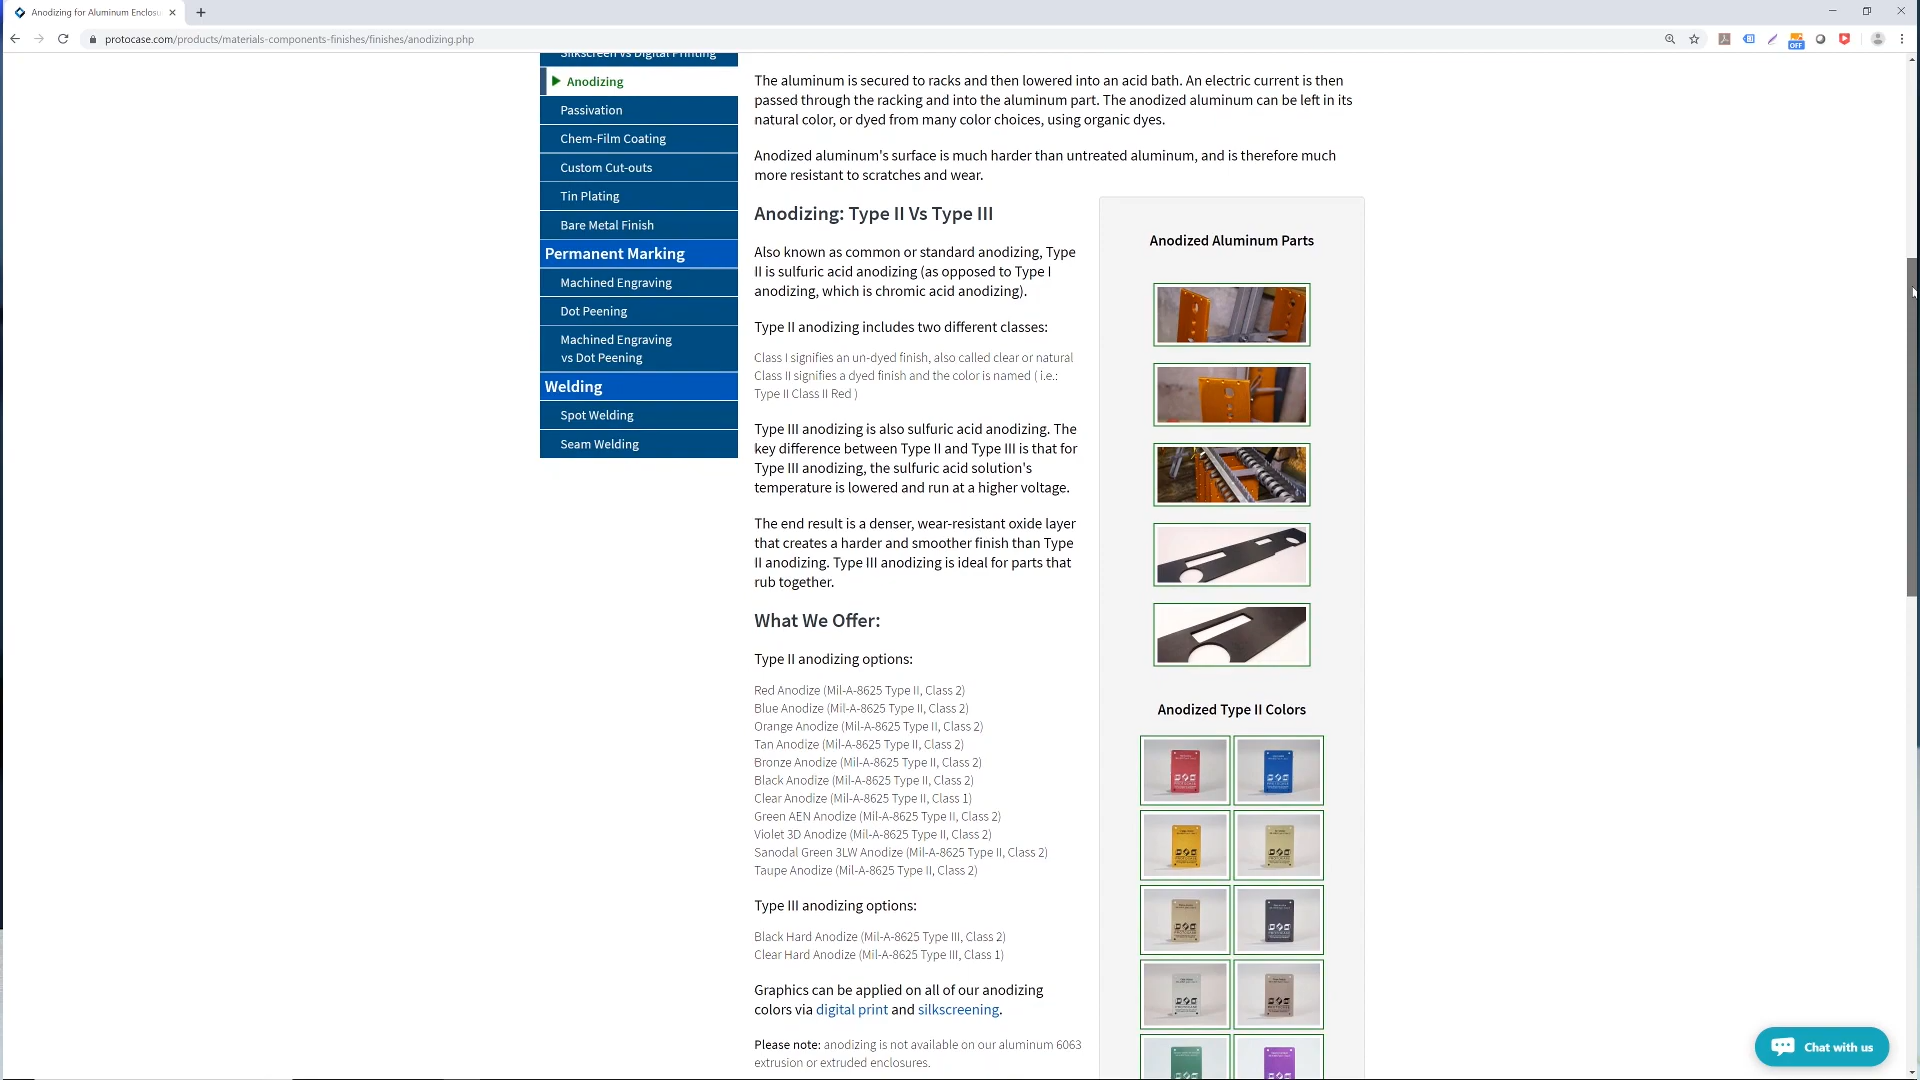 Anodizing for Aluminum Enclosu
protocase.com/products/materials-components-finishes/finishes/anodizing.php
OFF
Silkscreen vs Digital Printing
Anodizing
Passivation
Chem-Film Coating
Custom Cut-outs
Tin Plating
Bare Metal Finish
Permanent Marking
Machined Engraving
Dot Peening
Machined Engraving
vs Dot Peening
Welding
Spot Welding
Seam Welding
The aluminum is secured to racks and then lowered into an acid bath. An electric current is then
passed through the racking and into the aluminum part. The anodized aluminum can be left in its
natural color, or dyed from many color choices, using organic dyes.
Anodized aluminum's surface is much harder than untreated aluminum, and is therefore much
more resistant to scratches and wear.
Anodizing: Type II Vs Type III
Also known as common or standard anodizing, Type
II is sulfuric acid anodizing (as opposed to Type I
anodizing, which is chromic acid anodizing).
Type II anodizing includes two different classes:
Class I signifies an un-dyed finish, also called clear or natural
Class II signifies a dyed finish and the color is named ( i.e.:
Type II Class II Red )
Type III anodizing is also sulfuric acid anodizing. The
key difference between Type II and Type III is that for
Type III anodizing, the sulfuric acid solution's
temperature is lowered and run at a higher voltage.
The end result is a denser, wear-resistant oxide layer
that creates a harder and smoother finish than Type
II anodizing. Type III anodizing is ideal for parts that
rub together.
What We Offer:
Type II anodizing options:
Red Anodize (Mil-A-8625 Type II, Class 2)
Blue Anodize (Mil-A-8625 Type II, Class 2)
Orange Anodize (Mil-A-8625 Type II, Class 2)
Tan Anodize (Mil-A-8625 Type II, Class 2)
Bronze Anodize (Mil-A-8625 Type II, Class 2)
Black Anodize (Mil-A-8625 Type II, Class 2)
Clear Anodize (Mil-A-8625 Type II, Class 1)
Green AEN Anodize (Mil-A-8625 Type II, Class 2)
Violet 3D Anodize (Mil-A-8625 Type II, Class 2)
Sanodal Green 3LW Anodize (Mil-A-8625 Type II, Class 2)
Taupe Anodize (Mil-A-8625 Type II, Class 2)
Type III anodizing options:
Black Hard Anodize (Mil-A-8625 Type III, Class 2)
Clear Hard Anodize (Mil-A-8625 Type III, Class 1)
Graphics can be applied on all of our anodizing
colors via digital print and silkscreening.
Please note: anodizing is not available on our aluminum 6063
extrusion or extruded enclosures.
Anodized Aluminum Parts
Anodized Type II Colors
Chat with us